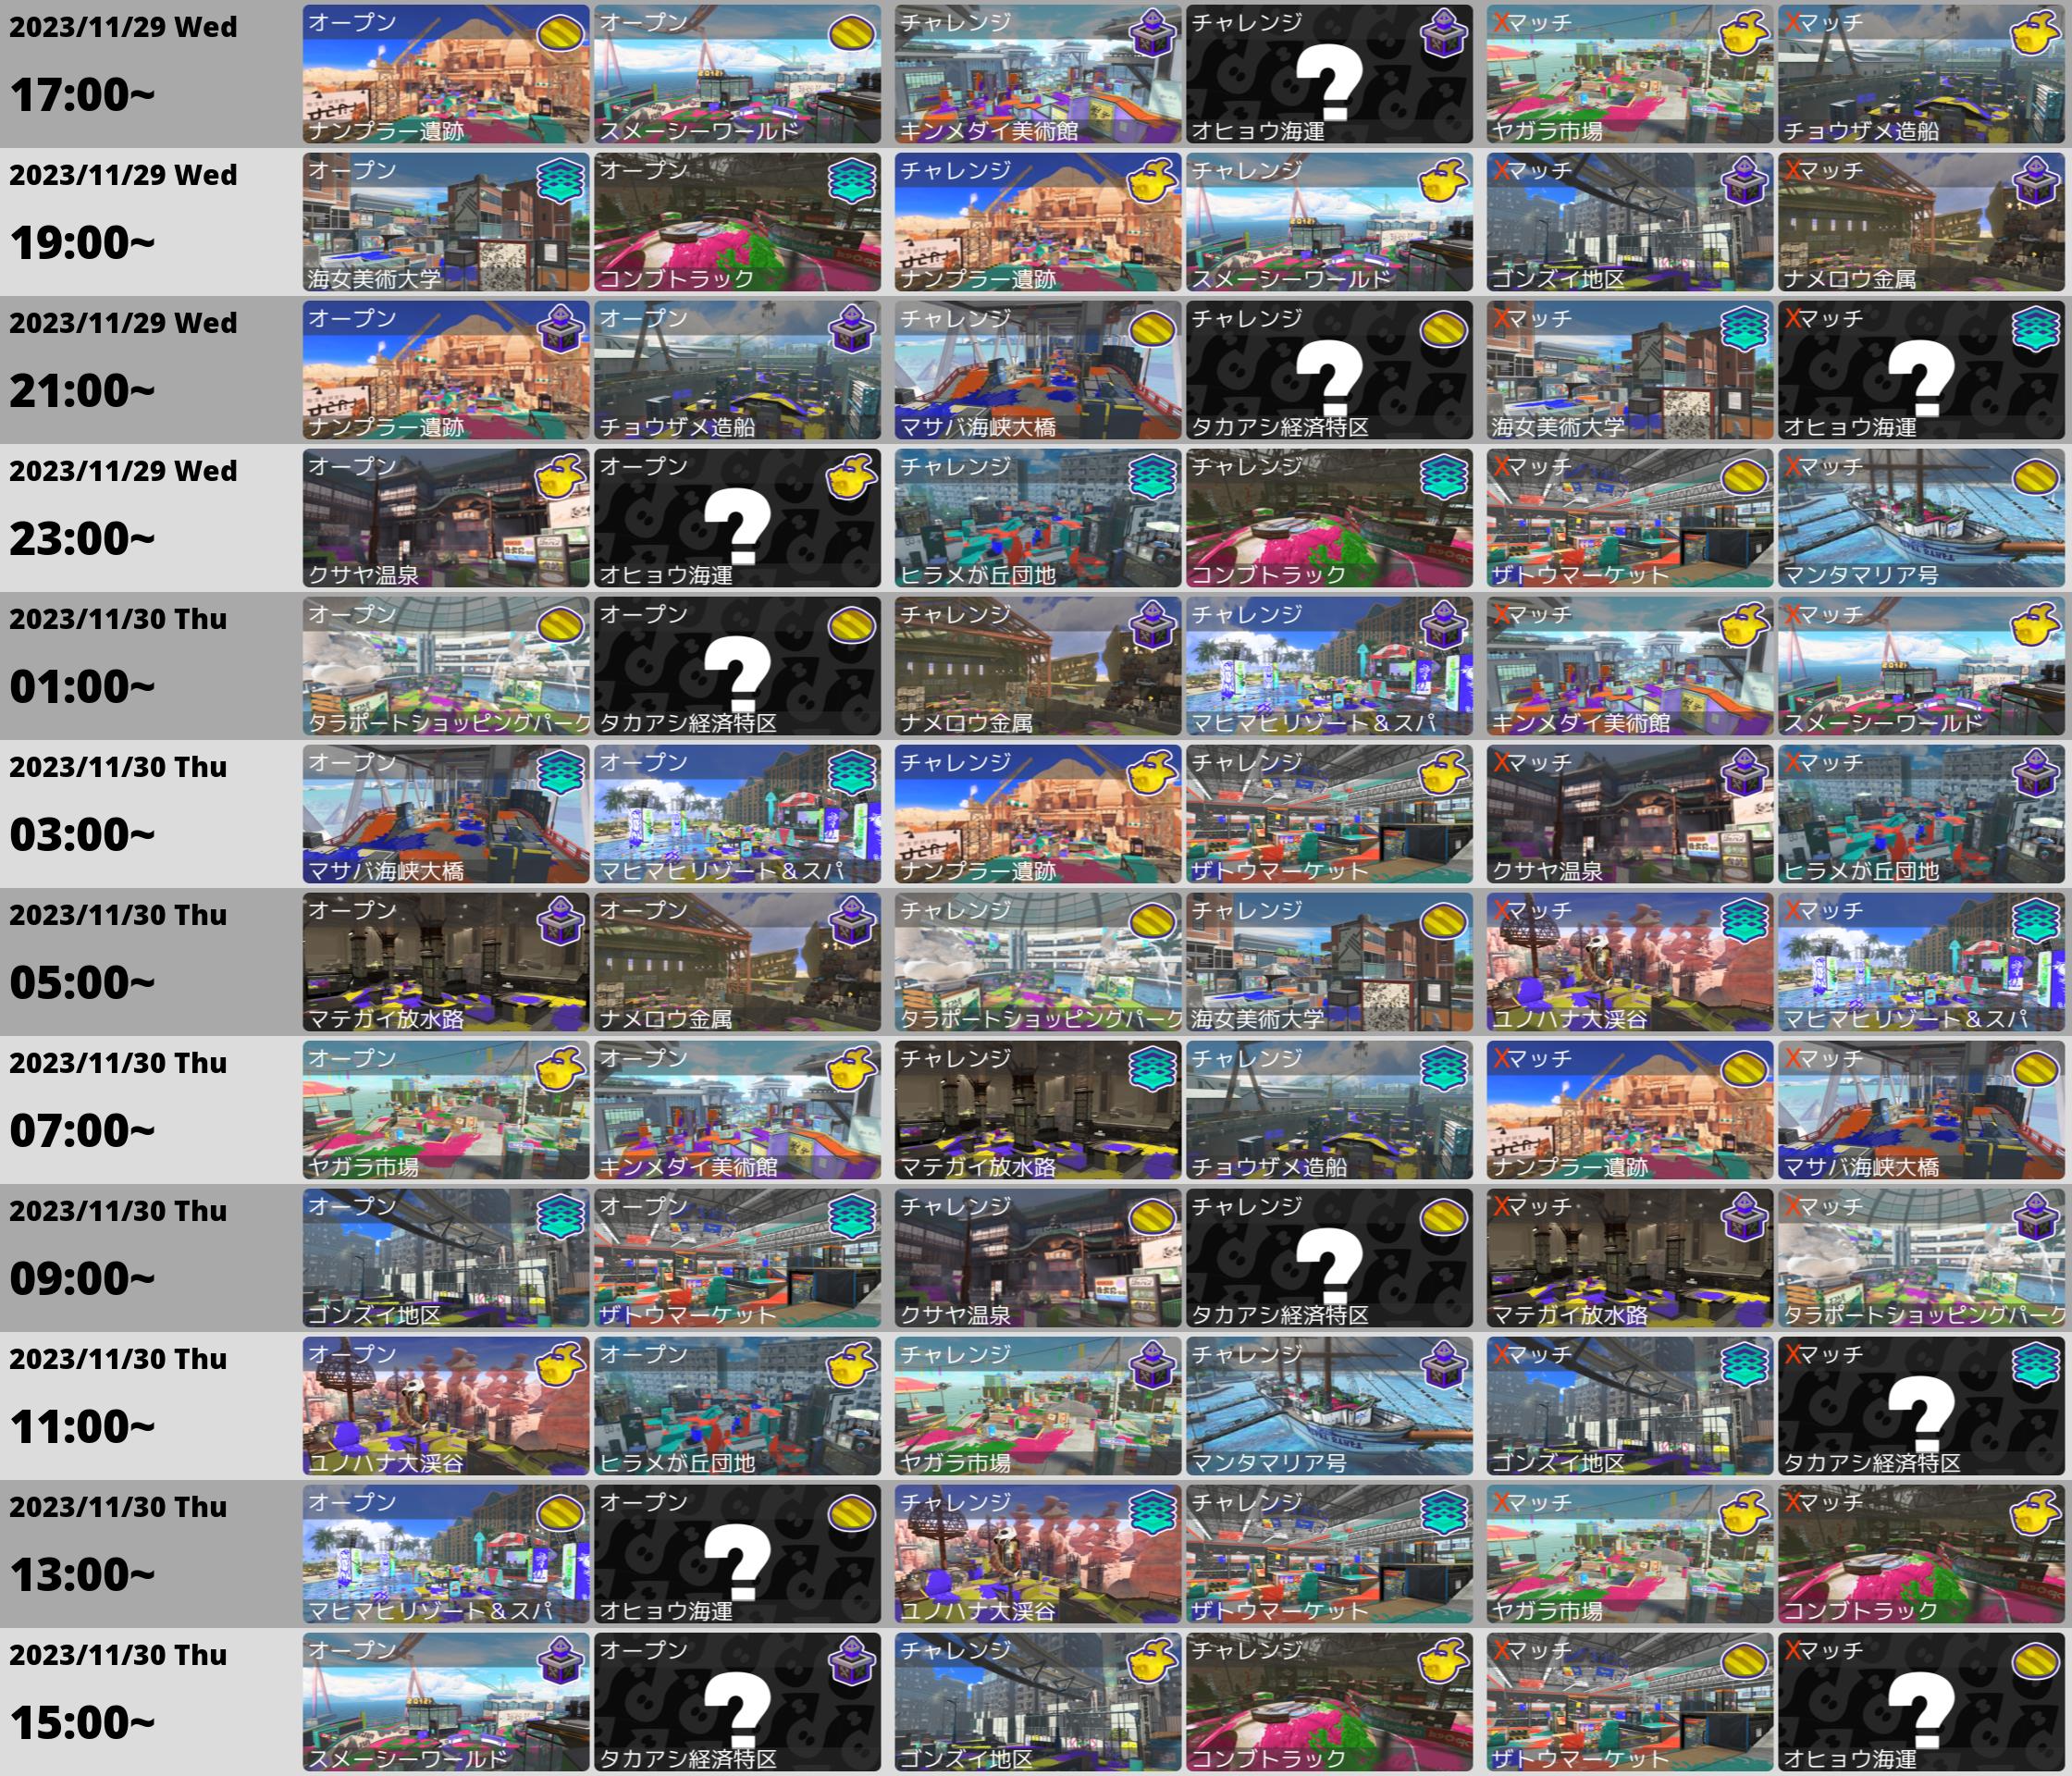 2023/11/29 Wed
17:00~
オープン オープン チャレンジ チャレンジ Xマッチ Xマッチ
ナンプラー遺跡 スメーシーワールド キンメダイ美術館 オヒョウ海運 ヤガラ市場 チョウザメ造船
2023/11/29 Wed
19:00~
オープン オープン チャレンジ チャレンジ Xマッチ Xマッチ
海女美術大学 コンブトラック ナンプラー遺跡 スメーシーワールド ゴンズイ地区 ナメロウ金属
2023/11/29 Wed
21:00~
オープン オープン チャレンジ チャレンジ Xマッチ Xマッチ
ナンプラー遺跡 チョウザメ造船 マサバ海峡大橋 タカアシ経済特区 海女美術大学 オヒョウ海運
2023/11/29 Wed
23:00~
オープン オープン チャレンジ チャレンジ Xマッチ Xマッチ
クサヤ温泉 オヒョウ海運 ヒラメが丘団地 コンブトラック ザトウマーケット マンタマリア号
2023/11/30 Thu
01:00~
オープン オープン チャレンジ チャレンジ Xマッチ Xマッチ
タラポートショッピングパーク タカアシ経済特区 ナメロウ金属 マヒマヒリゾート＆スパ キンメダイ美術館 スメーシーワールド
2023/11/30 Thu
03:00~
オープン オープン チャレンジ チャレンジ Xマッチ Xマッチ
マサバ海峡大橋 マヒマヒリゾート＆スパ ナンプラー遺跡 ザトウマーケット クサヤ温泉 ヒラメが丘団地
2023/11/30 Thu
05:00~
オープン オープン チャレンジ チャレンジ Xマッチ Xマッチ
マテガイ放水路 ナメロウ金属 タラポートショッピングパーク 海女美術大学 ユノハナ大渓谷 マヒマヒリゾート＆スパ
2023/11/30 Thu
07:00~
オープン オープン チャレンジ チャレンジ Xマッチ Xマッチ
ヤガラ市場 キンメダイ美術館 マテガイ放水路 チョウザメ造船 ナンプラー遺跡 マサバ海峡大橋
2023/11/30 Thu
09:00~
オープン オープン チャレンジ チャレンジ Xマッチ Xマッチ
ゴンズイ地区 ザトウマーケット クサヤ温泉 タカアシ経済特区 マテガイ放水路 タラポートショッピングパーク
2023/11/30 Thu
11:00~
オープン オープン チャレンジ チャレンジ Xマッチ Xマッチ
ユノハナ大渓谷 ヒラメが丘団地 ヤガラ市場 マンタマリア号 ゴンズイ地区 タカアシ経済特区
2023/11/30 Thu
13:00~
オープン オープン チャレンジ チャレンジ Xマッチ Xマッチ
マヒマヒリゾート＆スパ オヒョウ海運 ユノハナ大渓谷 ザトウマーケット ヤガラ市場 コンブトラック
2023/11/30 Thu
15:00~
オープン オープン チャレンジ チャレンジ Xマッチ Xマッチ
スメーシーワールド タカアシ経済特区 ゴンズイ地区 コンブトラック ザトウマーケット オヒョウ海運